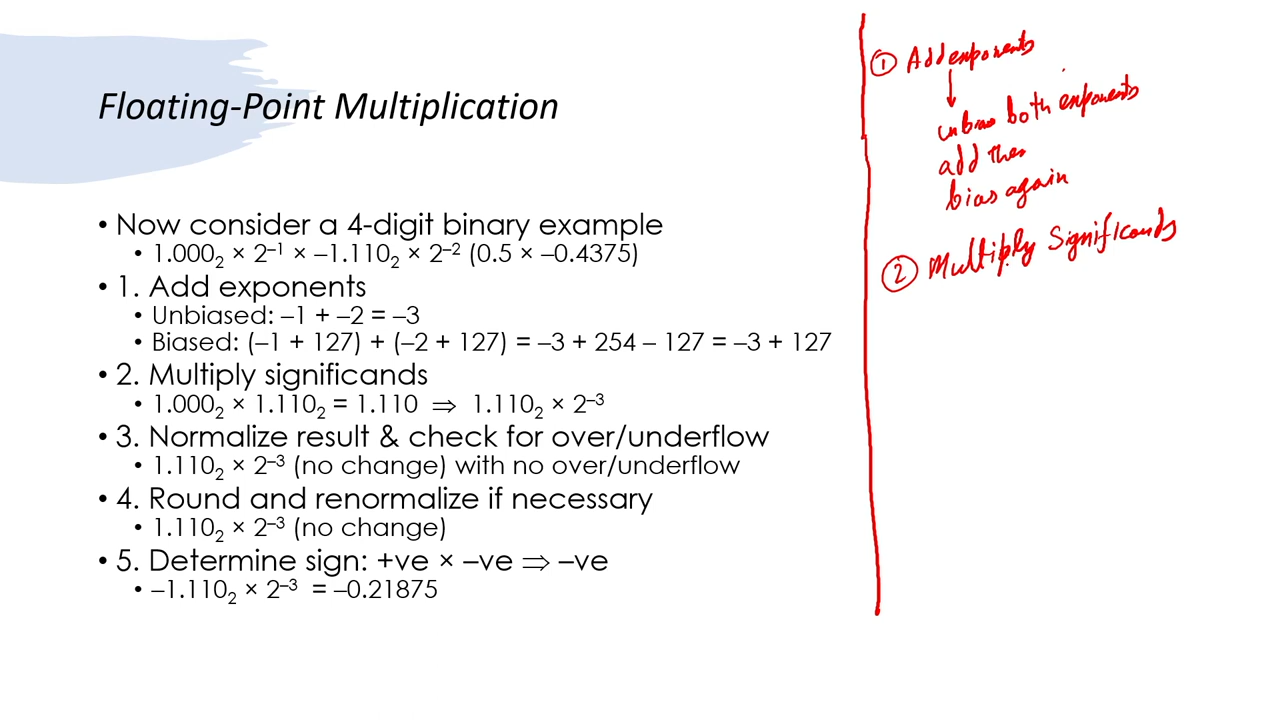 Floating-Point Multiplication
• Now consider a 4-digit binary example
• 1.000₂ × 2⁻¹ × –1.110₂ × 2⁻² (0.5 × –0.4375)
• 1. Add exponents
• Unbiased: –1 + –2 = –3
• Biased: (–1 + 127) + (–2 + 127) = –3 + 254 – 127 = –3 + 127
• 2. Multiply significands
• 1.000₂ × 1.110₂ = 1.110 ⇒ 1.110₂ × 2⁻³
• 3. Normalize result & check for over/underflow
• 1.110₂ × 2⁻³ (no change) with no over/underflow
• 4. Round and renormalize if necessary
• 1.110₂ × 2⁻³ (no change)
• 5. Determine sign: +ve × –ve ⇒ –ve
• –1.110₂ × 2⁻³ = –0.21875
① Add exponents
↓
unbias both exponents
add then
bias again
② Multiply Significands